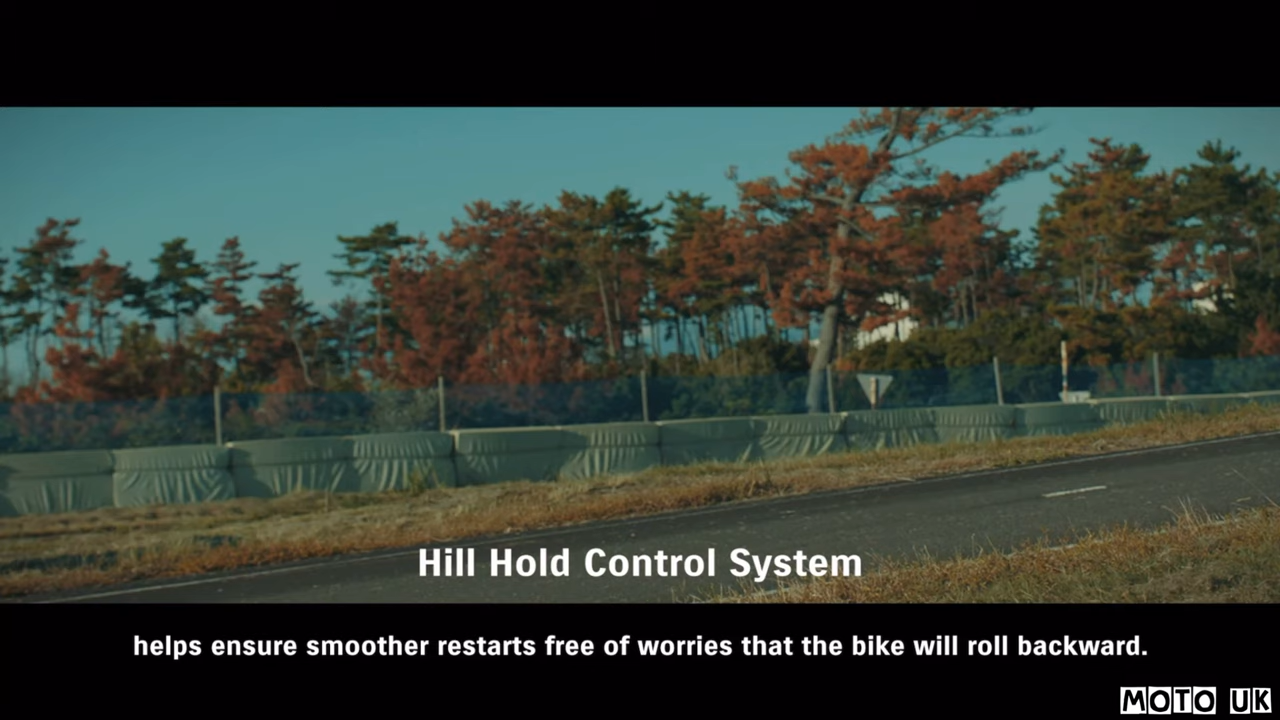 Hill Hold Control System
helps ensure smoother restarts free of worries that the bike will roll backward.
MOTO UK